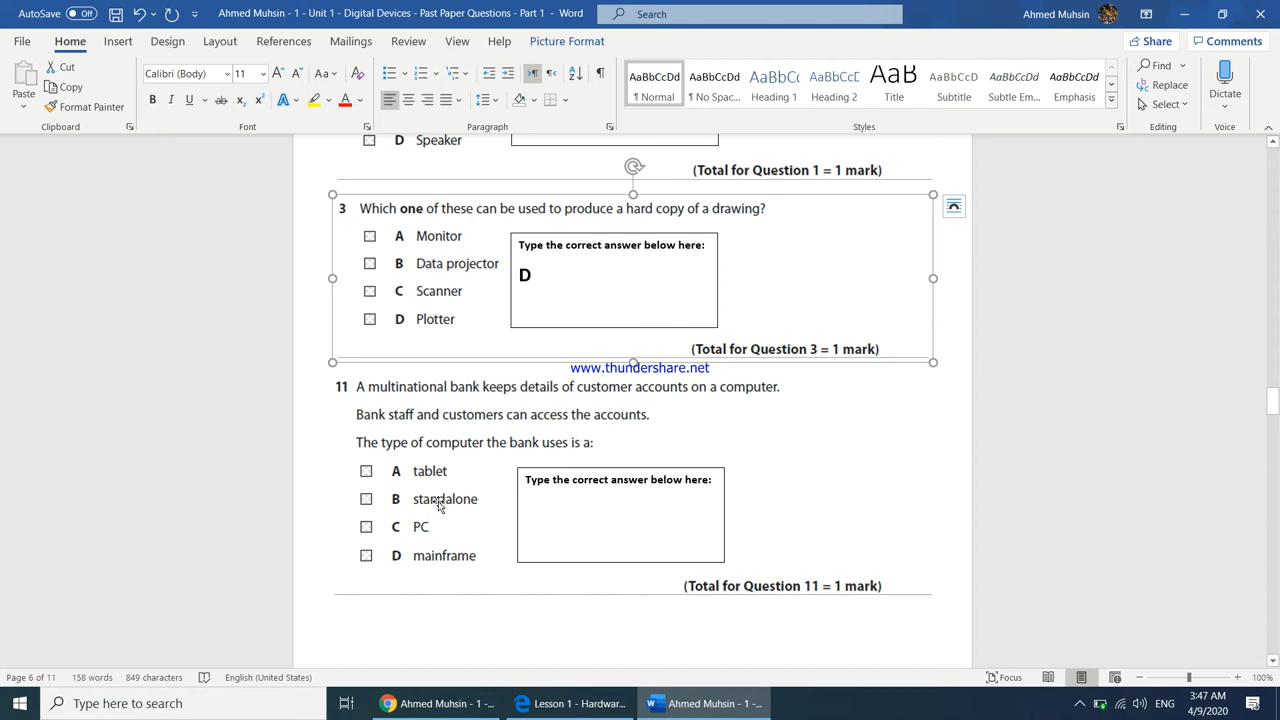 AutoSave Off Ahmed Muhsin - 1 - Unit 1 - Digital Devices - Past Paper Questions - Part 1 - Word Search Ahmed Muhsin
File Home Insert Design Layout References Mailings Review View Help Picture Format Share Comments
Paste Cut Copy Format Painter Clipboard
Calibri (Body) 11 Font
Paragraph
AaBbCcDd ¶ Normal AaBbCcDd ¶ No Spac... AaBbCc Heading 1 AaBbCcD Heading 2 AaB Title AaBbCcD Subtitle AaBbCcDd Subtle Em... AaBbCcDd Emphasis Styles
Find Replace Select Editing
Dictate Voice
D Speaker
(Total for Question 1 = 1 mark)
3 Which one of these can be used to produce a hard copy of a drawing?
A Monitor
B Data projector
C Scanner
D Plotter
Type the correct answer below here:
D
(Total for Question 3 = 1 mark)
www.thundershare.net
11 A multinational bank keeps details of customer accounts on a computer.
Bank staff and customers can access the accounts.
The type of computer the bank uses is a:
A tablet
B standalone
C PC
D mainframe
Type the correct answer below here:
(Total for Question 11 = 1 mark)
Page 6 of 11 158 words 849 characters English (United States) Focus 100%
Type here to search Ahmed Muhsin - 1 -... Lesson 1 - Hardwar... Ahmed Muhsin - 1 -... ENG 3:47 AM
4/9/2020